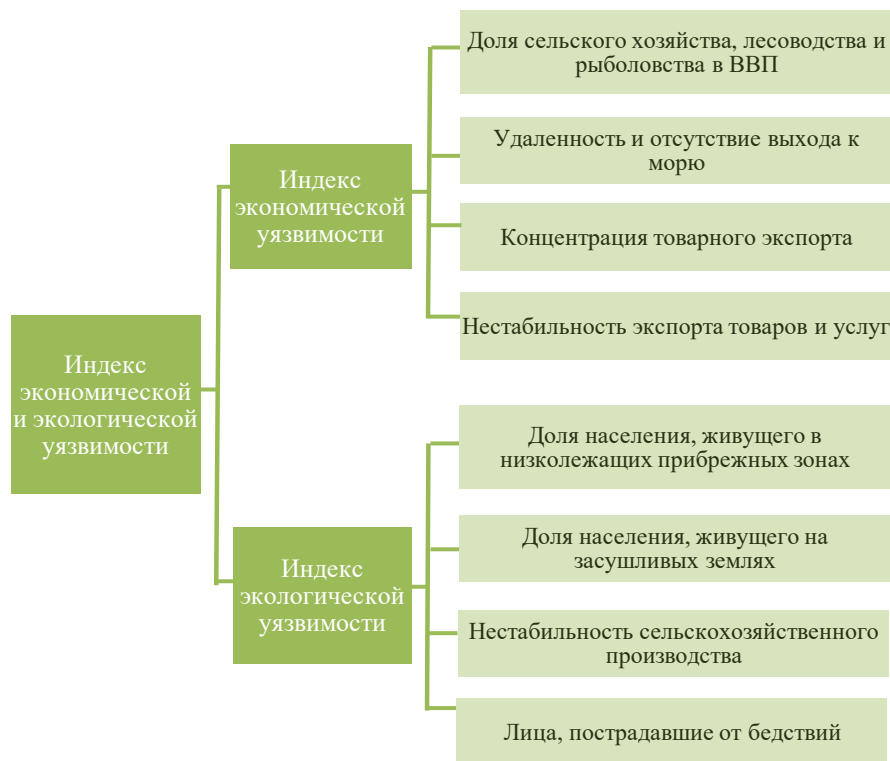 Индекс
экономической
и экологической
уязвимости
Индекс
экономической
уязвимости
Доля сельского хозяйства, лесоводства и
рыболовства в ВВП
Удаленность и отсутствие выхода к
морю
Концентрация товарного экспорта
Нестабильность экспорта товаров и услуг
Индекс
экологической
уязвимости
Доля населения, живущего в
низколежащих прибрежных зонах
Доля населения, живущего на
засушливых землях
Нестабильность сельскохозяйственного
производства
Лица, пострадавшие от бедствий